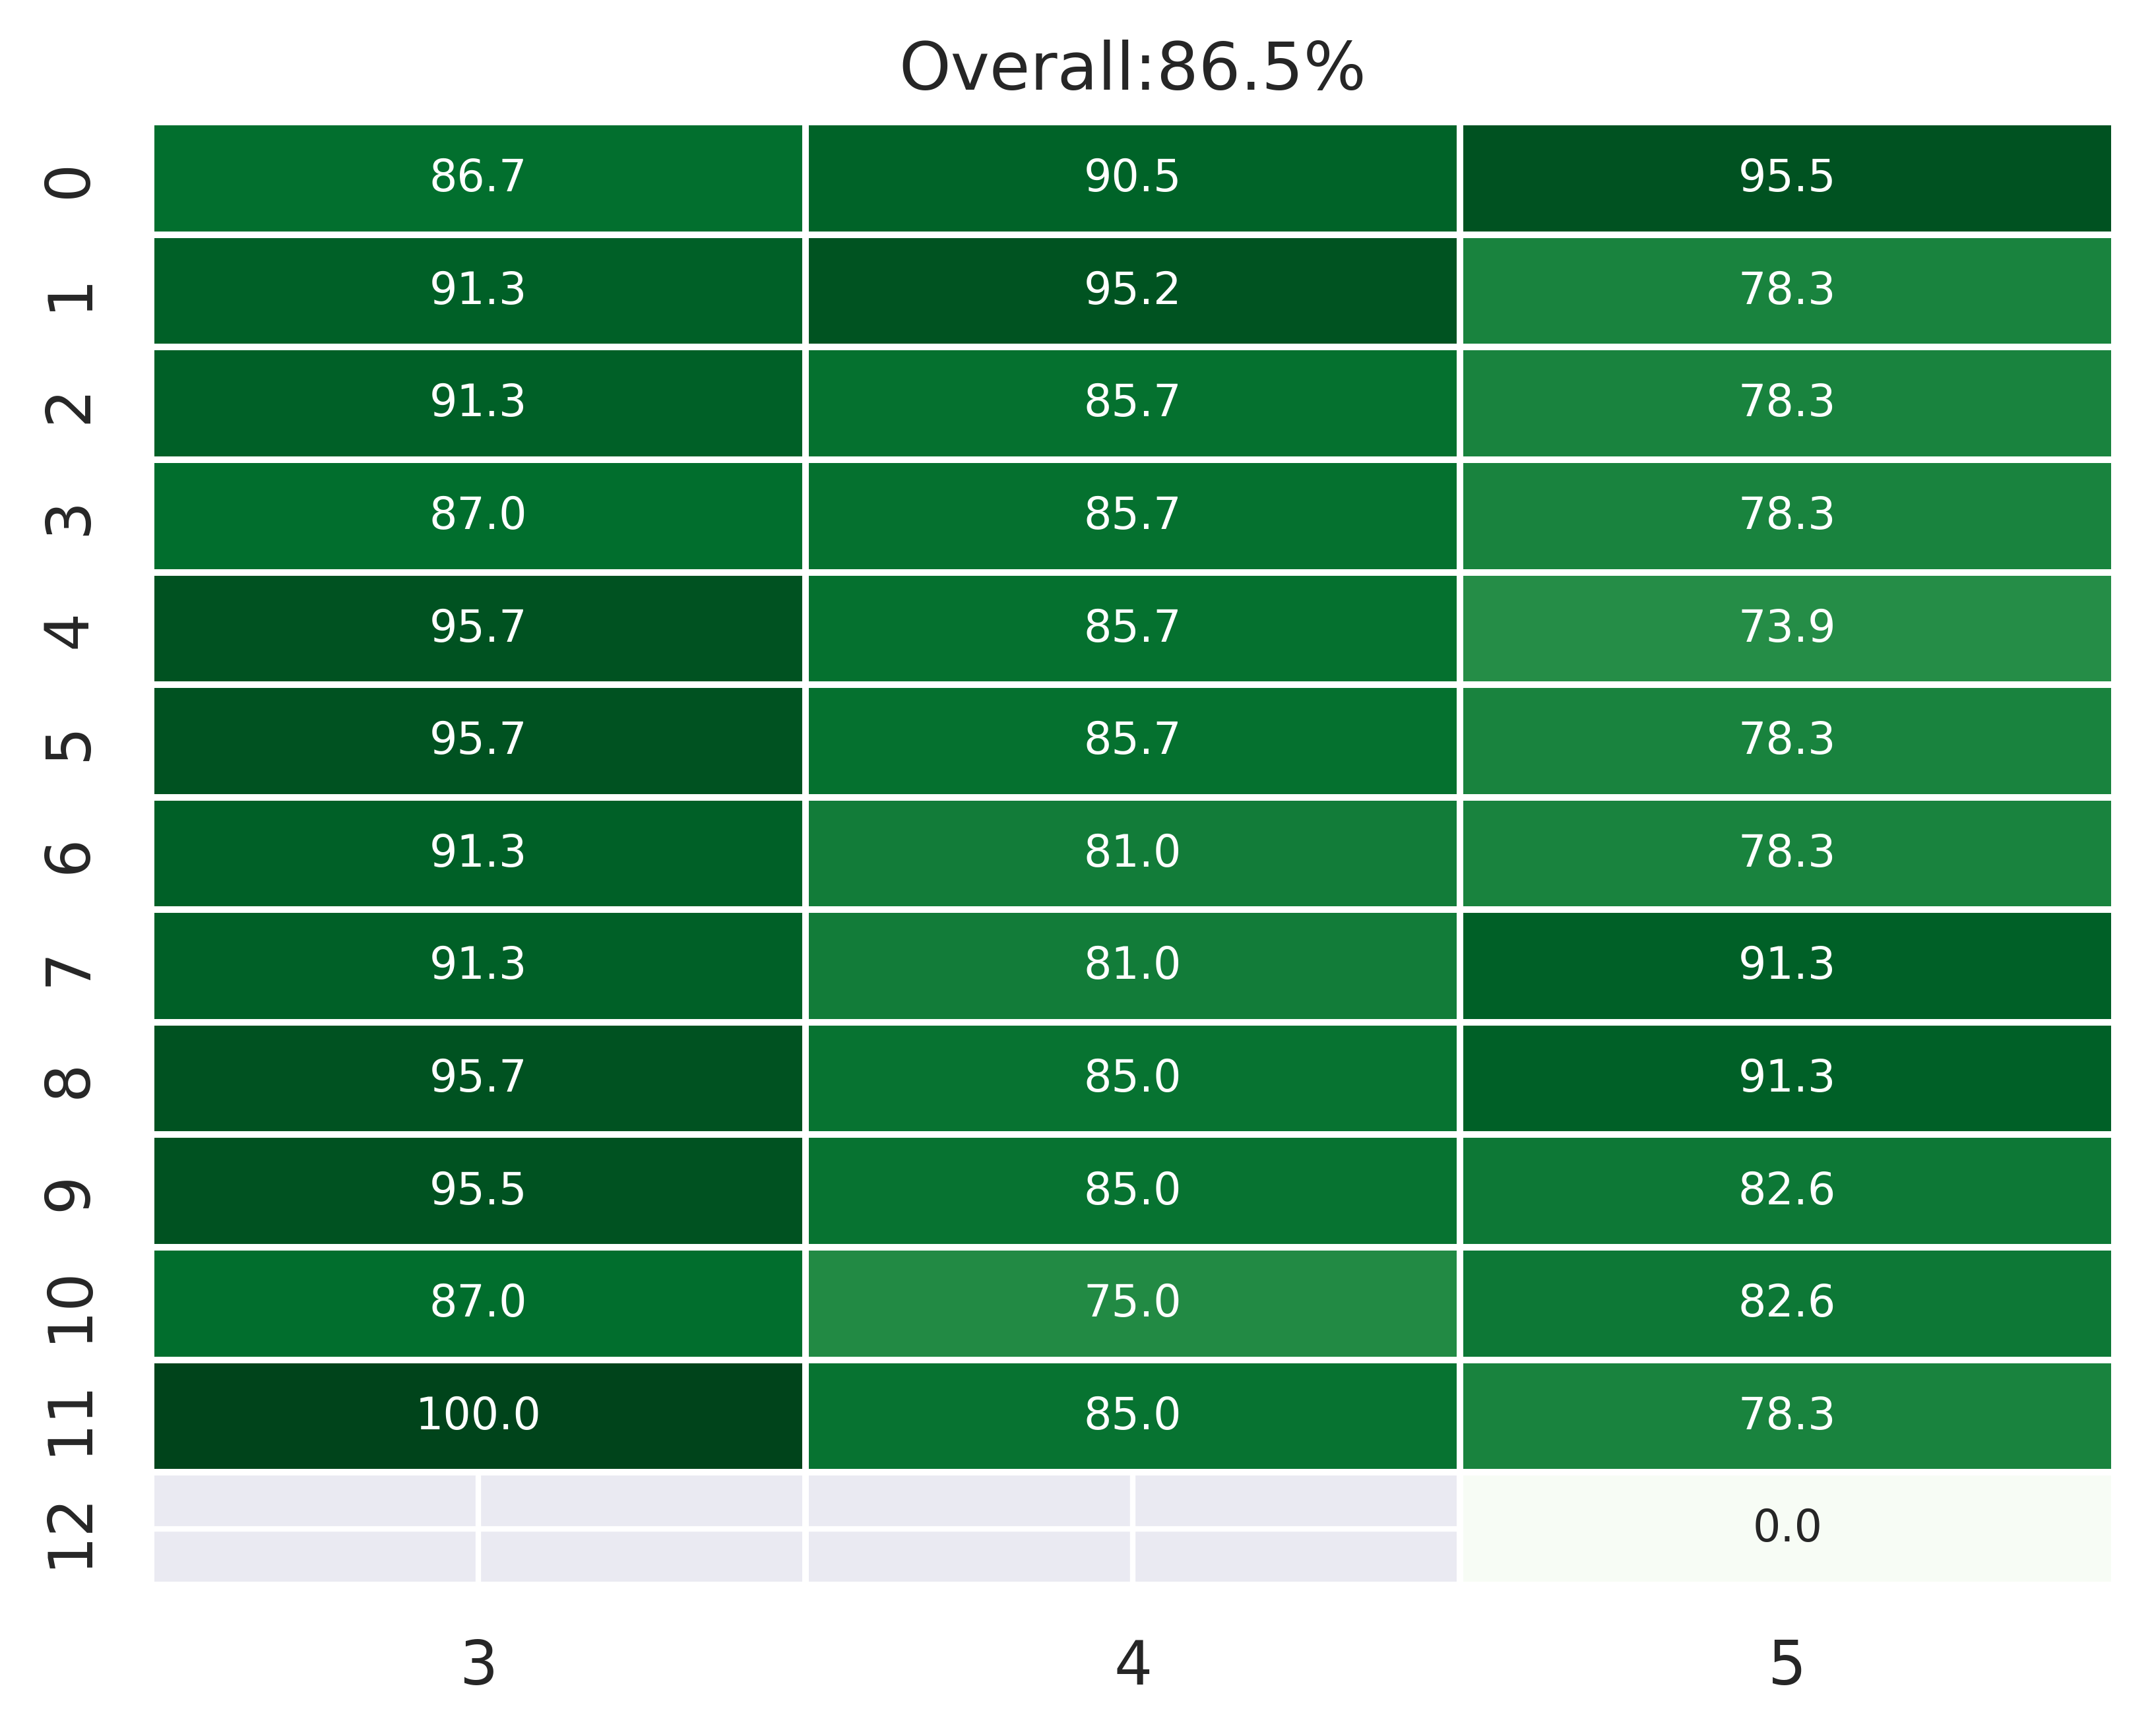 Overall:86.5%
0 86.7 90.5 95.5
1 91.3 95.2 78.3
2 91.3 85.7 78.3
3 87.0 85.7 78.3
4 95.7 85.7 73.9
5 95.7 85.7 78.3
6 91.3 81.0 78.3
7 91.3 81.0 91.3
8 95.7 85.0 91.3
9 95.5 85.0 82.6
10 87.0 75.0 82.6
11 100.0 85.0 78.3
12 0.0
3 4 5